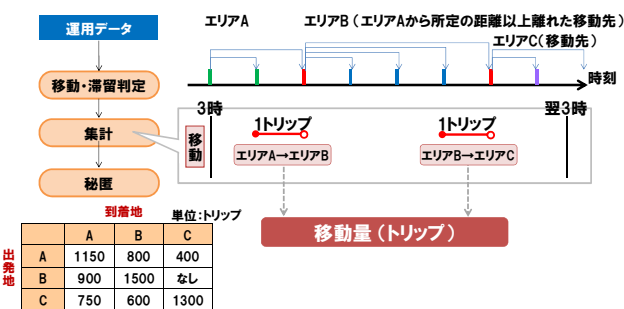 運用データ
移動・滞留判定
集計
秘匿
エリアA
エリアB（エリアAから所定の距離以上離れた移動先）
エリアC（移動先）
時刻
3時
翌3時
移動
1トリップ
1トリップ
エリアA→エリアB
エリアB→エリアC
移動量（トリップ）
到着地
単位：トリップ
出発地
A B C
A 1150 800 400
B 900 1500 なし
C 750 600 1300